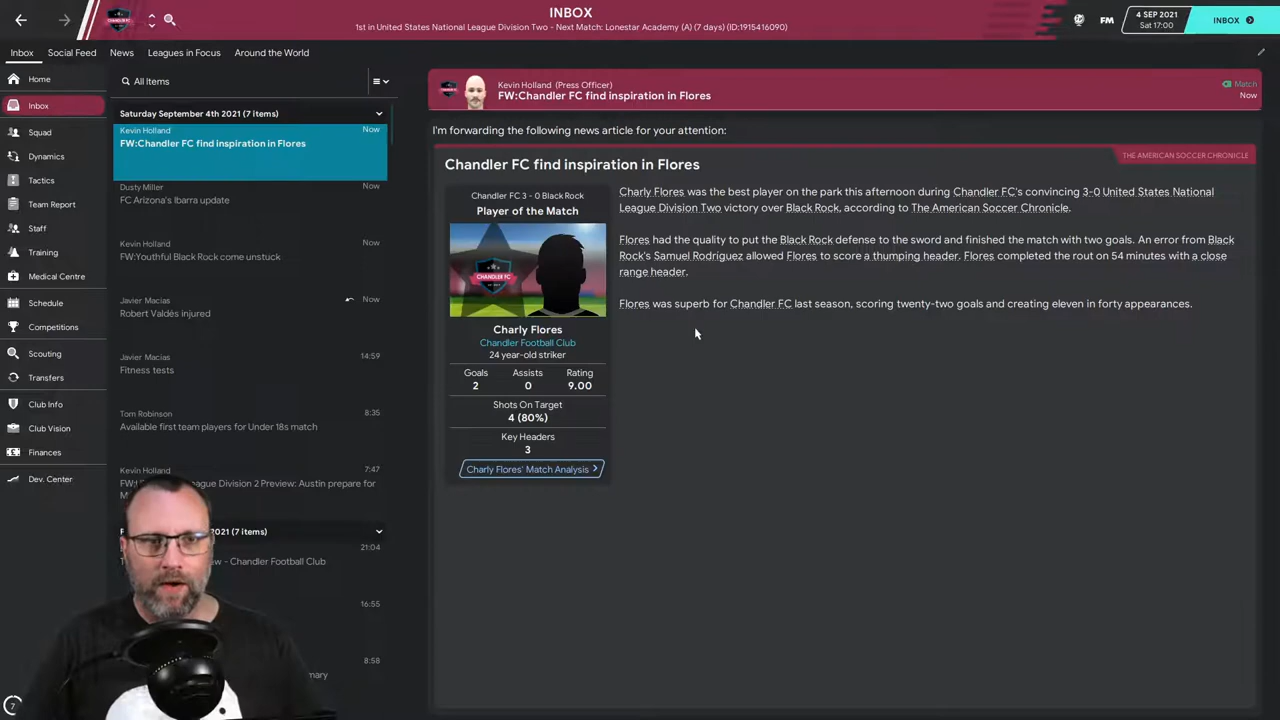 INBOX
1st in United States National League Division Two - Next Match: Lonestar Academy (A) (7 days) (ID:1915416090)
FM
4 SEP 2021
Sat 17:00
INBOX
Inbox
Social Feed
News
Leagues in Focus
Around the World
Home
Inbox
Squad
Dynamics
Tactics
Team Report
Staff
Training
Medical Centre
Schedule
Competitions
Scouting
Transfers
Club Info
Club Vision
Finances
Dev. Center
7
All Items
Saturday September 4th 2021 (7 items)
Kevin Holland
Now
FW:Chandler FC find inspiration in Flores
Dusty Miller
Now
FC Arizona's Ibarra update
Kevin Holland
Now
FW:Youthful Black Rock come unstuck
Javier Macias
Now
Robert Valdés injured
Javier Macias
14:59
Fitness tests
Tom Robinson
8:35
Available first team players for Under 18s match
Kevin Holland
7:47
League Division 2 Preview: Austin prepare for
2021 (7 items)
21:04
- Chandler Football Club
16:55
8:58
Kevin Holland (Press Officer)
FW:Chandler FC find inspiration in Flores
Match
Now
I'm forwarding the following news article for your attention:
THE AMERICAN SOCCER CHRONICLE
Chandler FC find inspiration in Flores
Chandler FC 3 - 0 Black Rock
Player of the Match
CHANDLER FC
Charly Flores
Chandler Football Club
24 year-old striker
Goals
Assists
Rating
2
0
9.00
Shots On Target
4 (80%)
Key Headers
3
Charly Flores' Match Analysis
Charly Flores was the best player on the park this afternoon during Chandler FC's convincing 3-0 United States National
League Division Two victory over Black Rock, according to The American Soccer Chronicle.
Flores had the quality to put the Black Rock defense to the sword and finished the match with two goals. An error from Black
Rock's Samuel Rodriguez allowed Flores to score a thumping header. Flores completed the rout on 54 minutes with a close
range header.
Flores was superb for Chandler FC last season, scoring twenty-two goals and creating eleven in forty appearances.